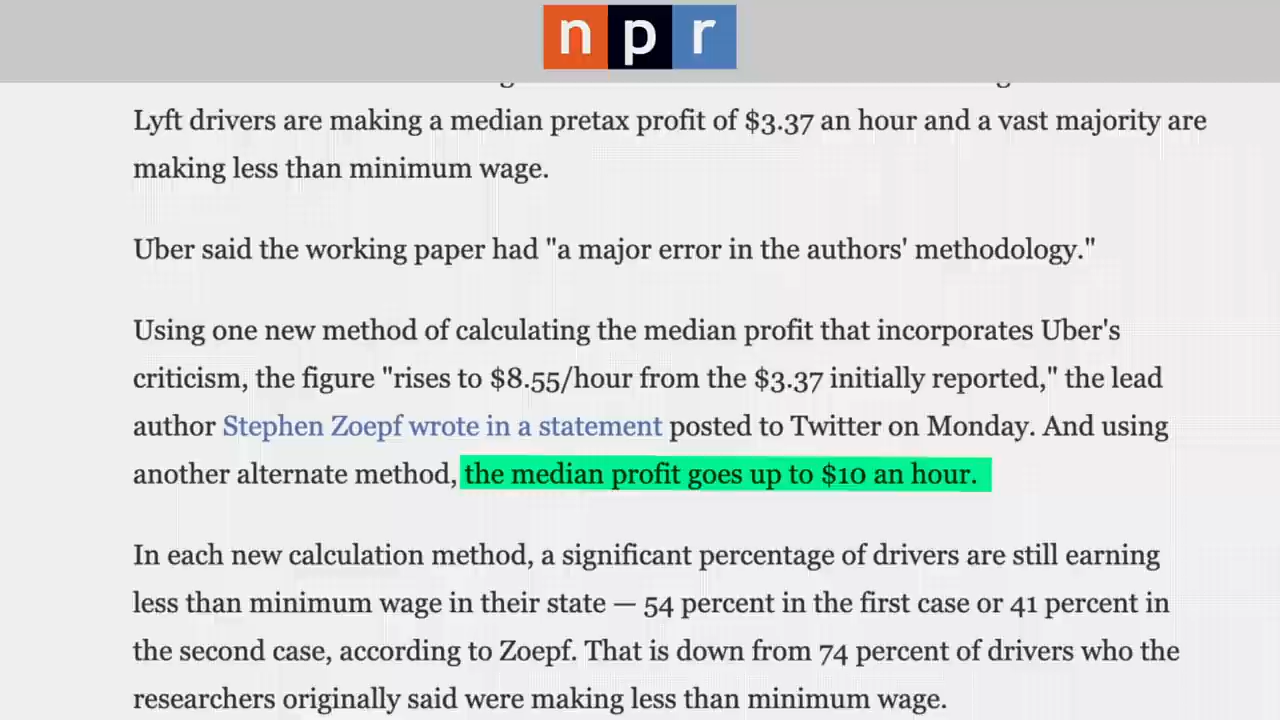 npr
Lyft drivers are making a median pretax profit of $3.37 an hour and a vast majority are
making less than minimum wage.
Uber said the working paper had "a major error in the authors' methodology."
Using one new method of calculating the median profit that incorporates Uber's
criticism, the figure "rises to $8.55/hour from the $3.37 initially reported," the lead
author Stephen Zoepf wrote in a statement posted to Twitter on Monday. And using
another alternate method, the median profit goes up to $10 an hour.
In each new calculation method, a significant percentage of drivers are still earning
less than minimum wage in their state — 54 percent in the first case or 41 percent in
the second case, according to Zoepf. That is down from 74 percent of drivers who the
researchers originally said were making less than minimum wage.